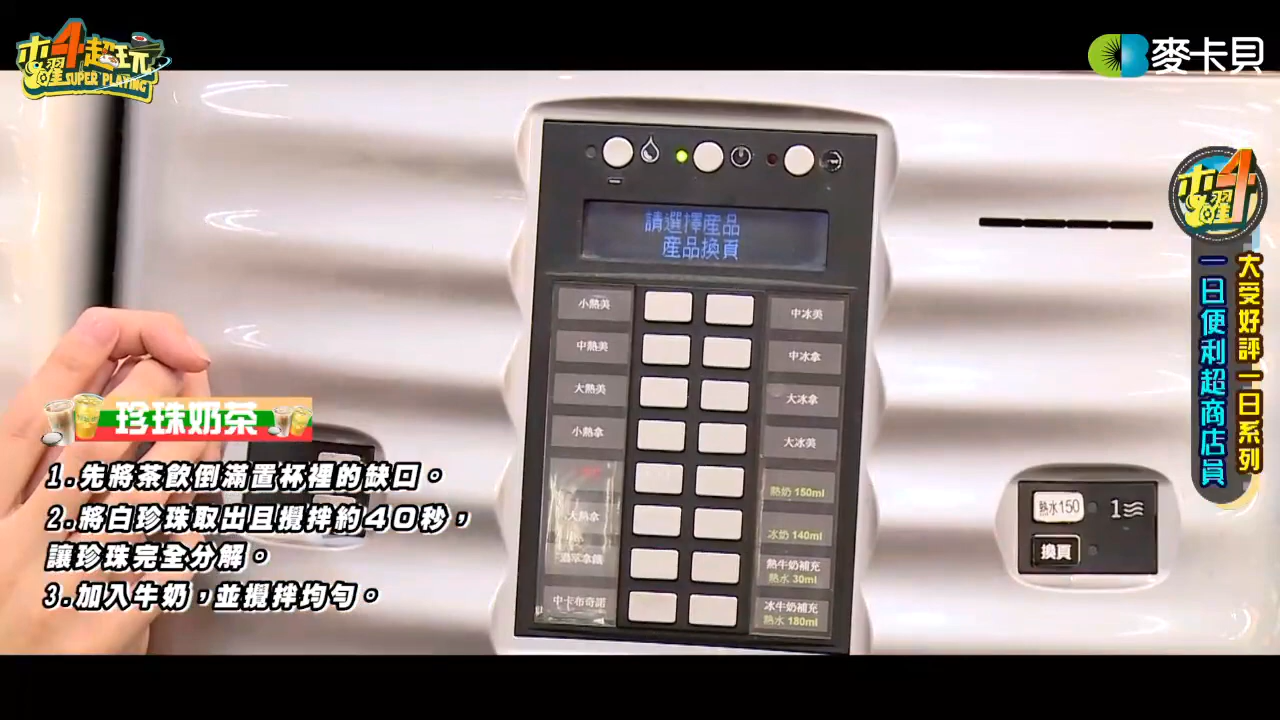 木曜4超玩
SUPER PLAYING
麥卡貝
木曜4
大受好評一日系列
一日便利超商店員
請選擇産品
産品換頁
小熱美
中熱美
大熱美
小熱拿
大熱拿
中卡布奇諾
中冰美
中冰拿
大冰拿
大冰美
熱奶 150ml
冰奶 140ml
熱牛奶補充
熱水 30ml
冰牛奶補充
熱水 180ml
熱水150
換頁
珍珠奶茶
1.先將茶飲倒滿置杯裡的缺口。
2.將白珍珠取出且攪拌約40秒,
讓珍珠完全分解。
3.加入牛奶,並攪拌均勻。